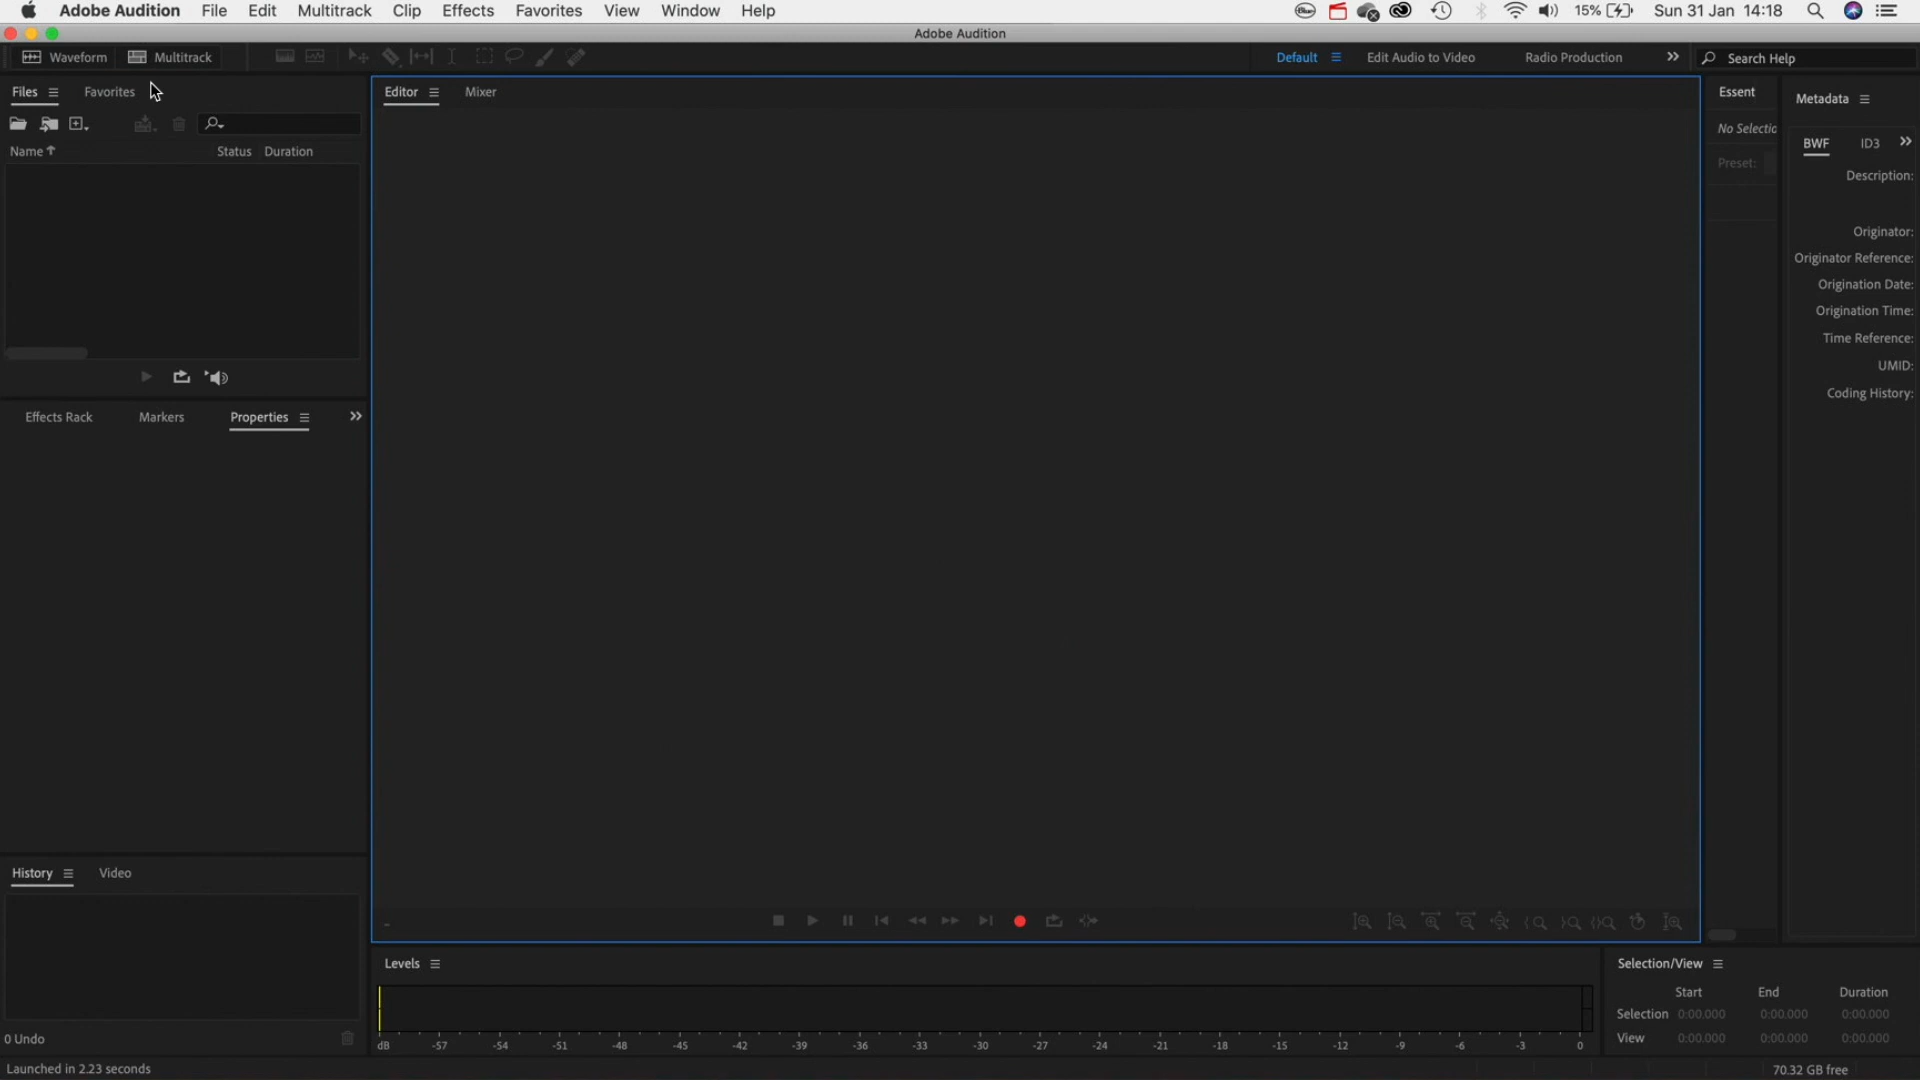 Adobe Audition File Edit Multitrack Clip Effects Favorites View Window Help 15% Sun 31 Jan 14:18
Adobe Audition
Waveform Multitrack Default Edit Audio to Video Radio Production Search Help
Files Favorites
Name Status Duration
Effects Rack Markers Properties
History Video
0 Undo
Launched in 2.23 seconds
Editor Mixer
Levels
dB -57 -54 -51 -48 -45 -42 -39 -36 -33 -30 -27 -24 -21 -18 -15 -12 -9 -6 -3 0
Essent
No Selectio
Preset:
Metadata
BWF ID3
Description:
Originator:
Originator Reference:
Origination Date:
Origination Time:
Time Reference:
UMID:
Coding History:
Selection/View
Start End Duration
Selection 0:00.000 0:00.000 0:00.000
View 0:00.000 0:00.000 0:00.000
70.32 GB free